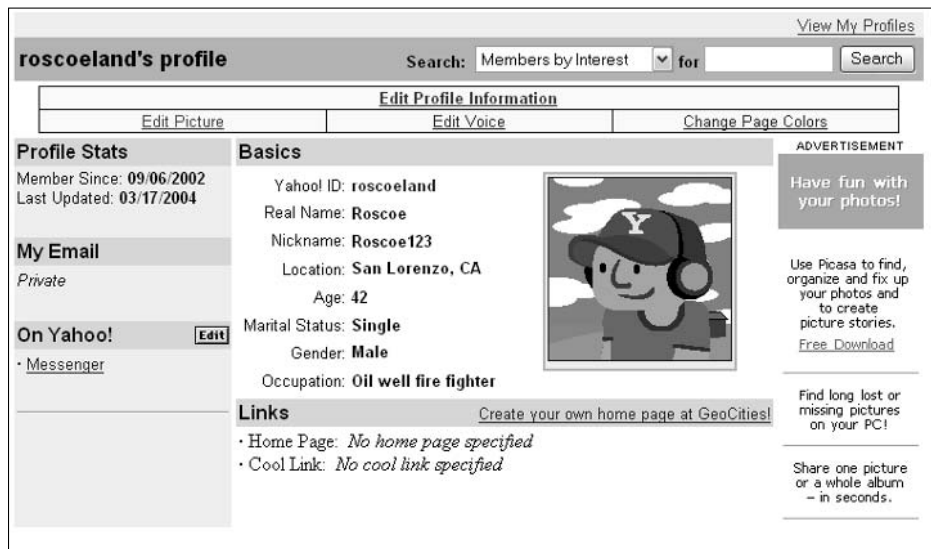 View My Profiles
roscoeland's profile
Search: Members by Interest for Search
Edit Profile Information
Edit Picture Edit Voice Change Page Colors
Profile Stats
Member Since: 09/06/2002
Last Updated: 03/17/2004
My Email
Private
On Yahoo! Edit
· Messenger
Basics
Yahoo! ID: roscoeland
Real Name: Roscoe
Nickname: Roscoe123
Location: San Lorenzo, CA
Age: 42
Marital Status: Single
Gender: Male
Occupation: Oil well fire fighter
Y
Links Create your own home page at GeoCities!
· Home Page: No home page specified
· Cool Link: No cool link specified
ADVERTISEMENT
Have fun with
your photos!
Use Picasa to find,
organize and fix up
your photos and
to create
picture stories.
Free Download
Find long lost or
missing pictures
on your PC!
Share one picture
or a whole album
– in seconds.